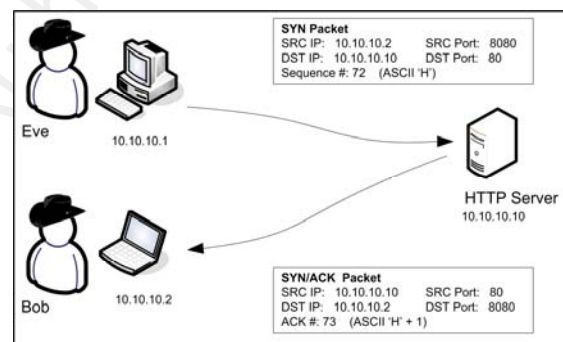 SYN Packet
SRC IP: 10.10.10.2 SRC Port: 8080
DST IP: 10.10.10.10 DST Port: 80
Sequence #: 72 (ASCII 'H')
Eve
10.10.10.1
HTTP Server
10.10.10.10
Bob
10.10.10.2
SYN/ACK Packet
SRC IP: 10.10.10.10 SRC Port: 80
DST IP: 10.10.10.2 DST Port: 8080
ACK #: 73 (ASCII 'H' + 1)